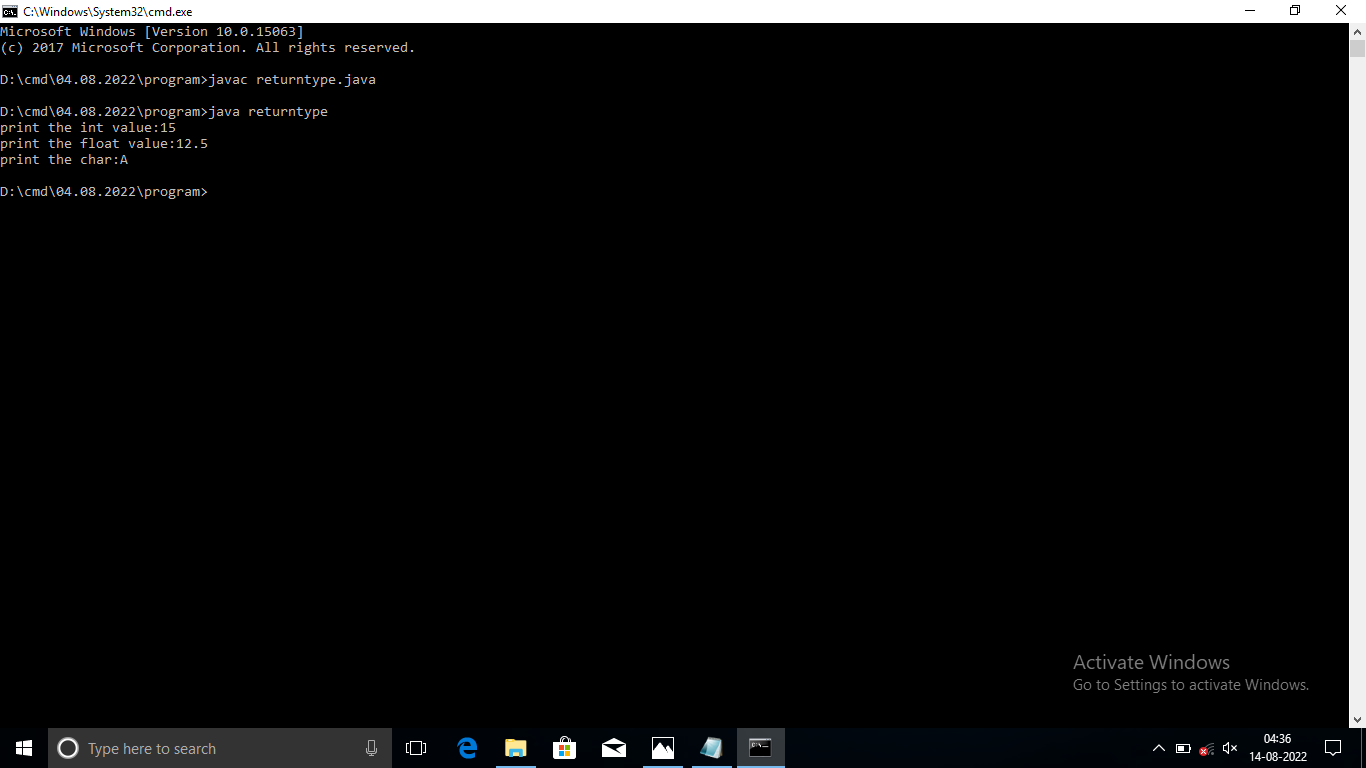 C:\Windows\System32\cmd.exe
Microsoft Windows [Version 10.0.15063]
(c) 2017 Microsoft Corporation. All rights reserved.
D:\cmd\04.08.2022\program>javac returntype.java
D:\cmd\04.08.2022\program>java returntype
print the int value:15
print the float value:12.5
print the char:A
D:\cmd\04.08.2022\program>
Activate Windows
Go to Settings to activate Windows.
Type here to search
04:36
14-08-2022